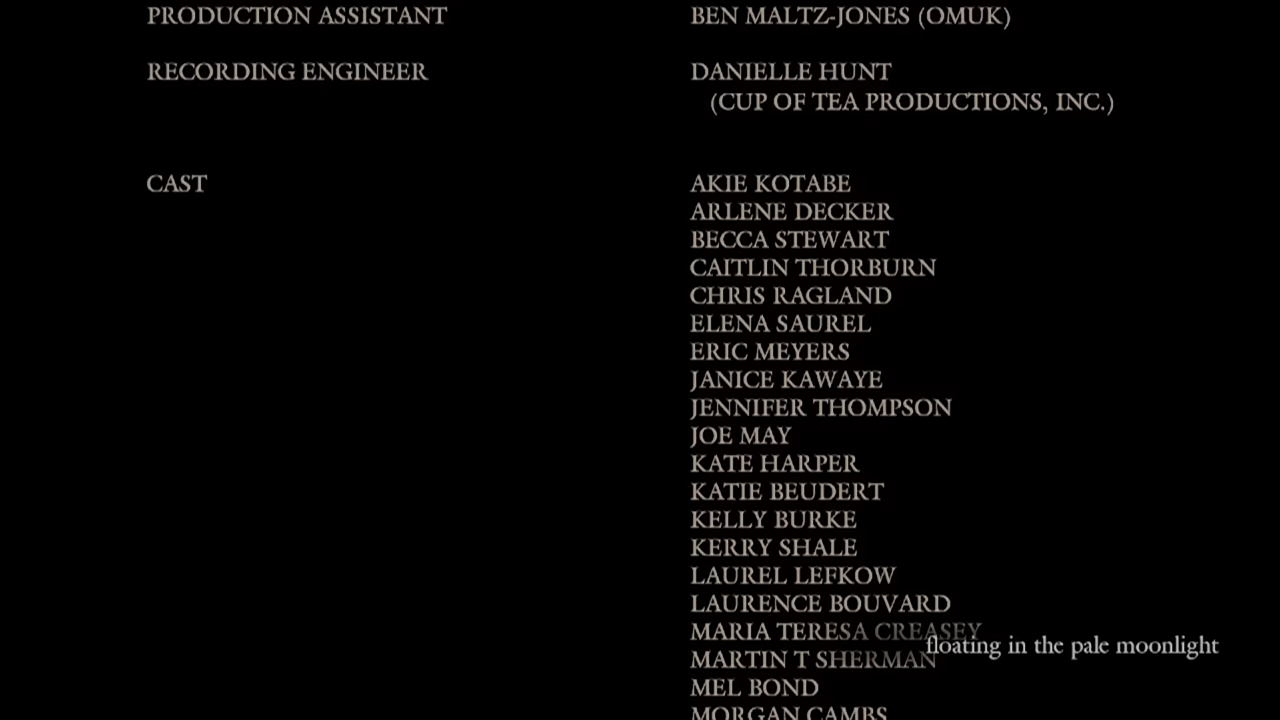 PRODUCTION ASSISTANT BEN MALTZ-JONES (OMUK)
RECORDING ENGINEER DANIELLE HUNT
(CUP OF TEA PRODUCTIONS, INC.)
CAST AKIE KOTABE
ARLENE DECKER
BECCA STEWART
CAITLIN THORBURN
CHRIS RAGLAND
ELENA SAUREL
ERIC MEYERS
JANICE KAWAYE
JENNIFER THOMPSON
JOE MAY
KATE HARPER
KATIE BEUDERT
KELLY BURKE
KERRY SHALE
LAUREL LEFKOW
LAURENCE BOUVARD
MARIA TERESA CREASEY
floating in the pale moonlight
MARTIN T SHERMAN
MEL BOND
MORGAN CAMBS